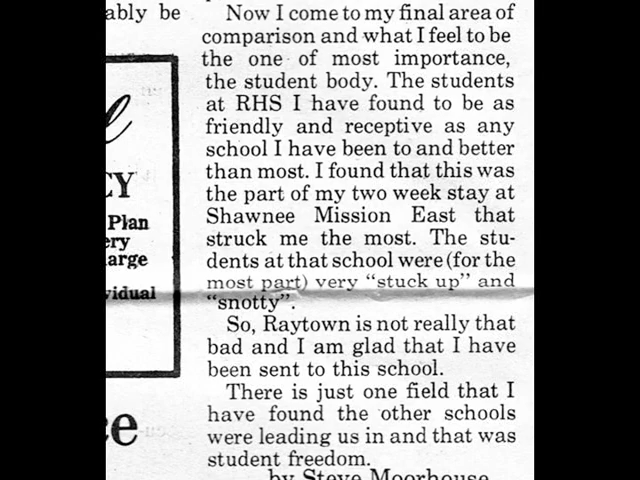 ably be
CY
Plan
ery
arge
vidual
ce
Now I come to my final area of
comparison and what I feel to be
the one of most importance,
the student body. The students
at RHS I have found to be as
friendly and receptive as any
school I have been to and better
than most. I found that this was
the part of my two week stay at
Shawnee Mission East that
struck me the most. The stu-
dents at that school were (for the
most part) very "stuck up" and
"snotty".
So, Raytown is not really that
bad and I am glad that I have
been sent to this school.
There is just one field that I
have found the other schools
were leading us in and that was
student freedom.
by Steve Moorhouse